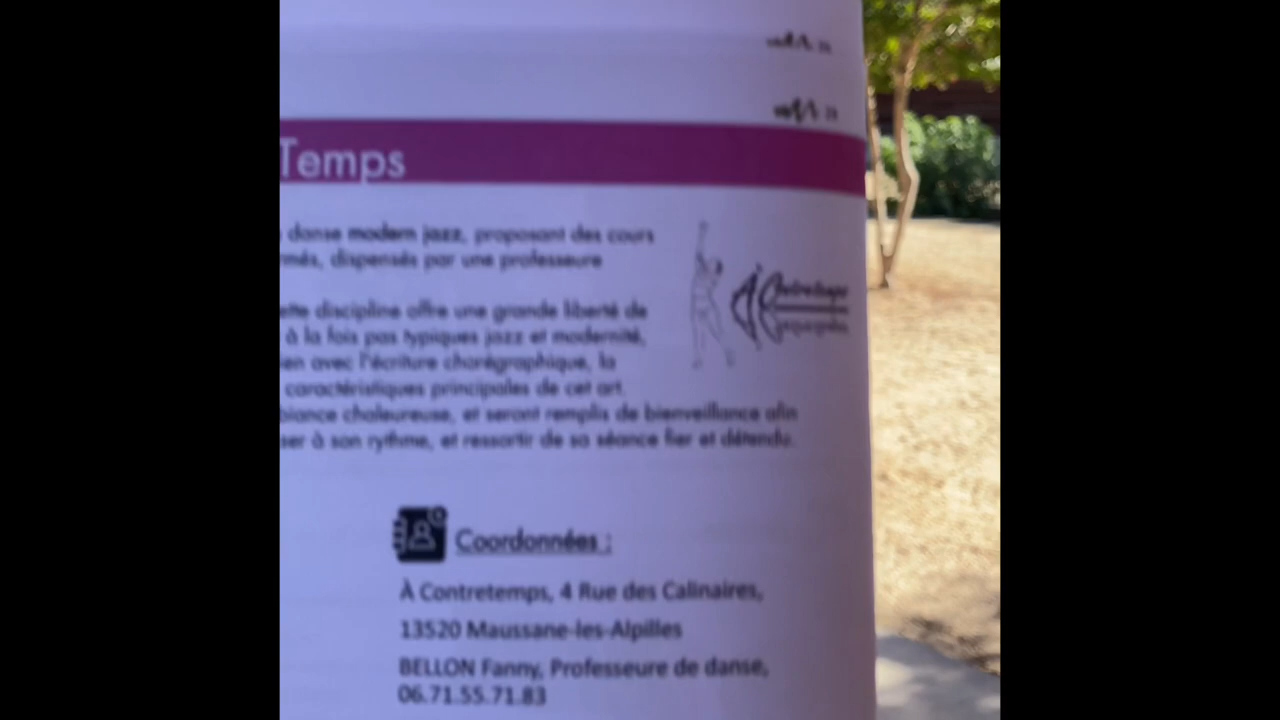 Temps
danse modern jazz, proposant des cours
més, dispensés par une professeure
ette discipline offre une grande liberté de
à la fois pas typiques jazz et modernité,
en avec l'écriture chorégraphique, la
caractéristiques principales de cet art.
biance chaleureuse, et seront remplis de bienveillance afin
ser à son rythme, et ressortir de sa séance fier et détendu.
Coordonnées :
À Contretemps, 4 Rue des Calinaires,
13520 Maussane-les-Alpilles
BELLON Fanny, Professeure de danse,
06.71.55.71.83